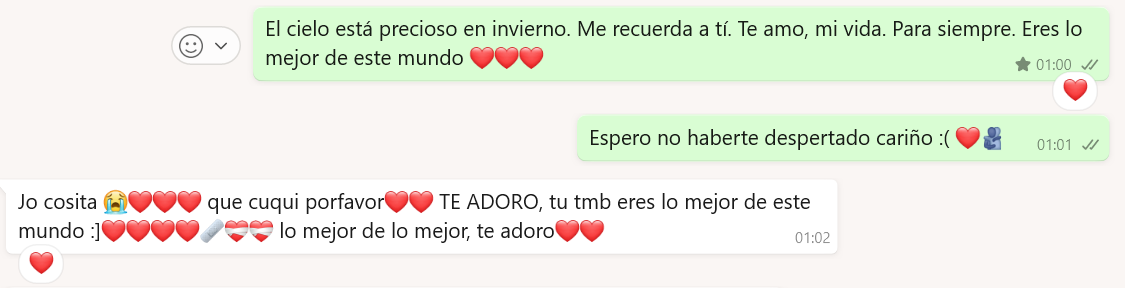 El cielo está precioso en invierno. Me recuerda a tí. Te amo, mi vida. Para siempre. Eres lo
mejor de este mundo ❤️❤️❤️
01:00
❤️
Espero no haberte despertado cariño :( ❤️🫂
01:01
Jo cosita 😭❤️❤️❤️ que cuqui porfavor❤️❤️ TE ADORO, tu tmb eres lo mejor de este
mundo :]❤️❤️❤️❤️🩹❤️‍🩹❤️‍🩹 lo mejor de lo mejor, te adoro❤️❤️
01:02
❤️